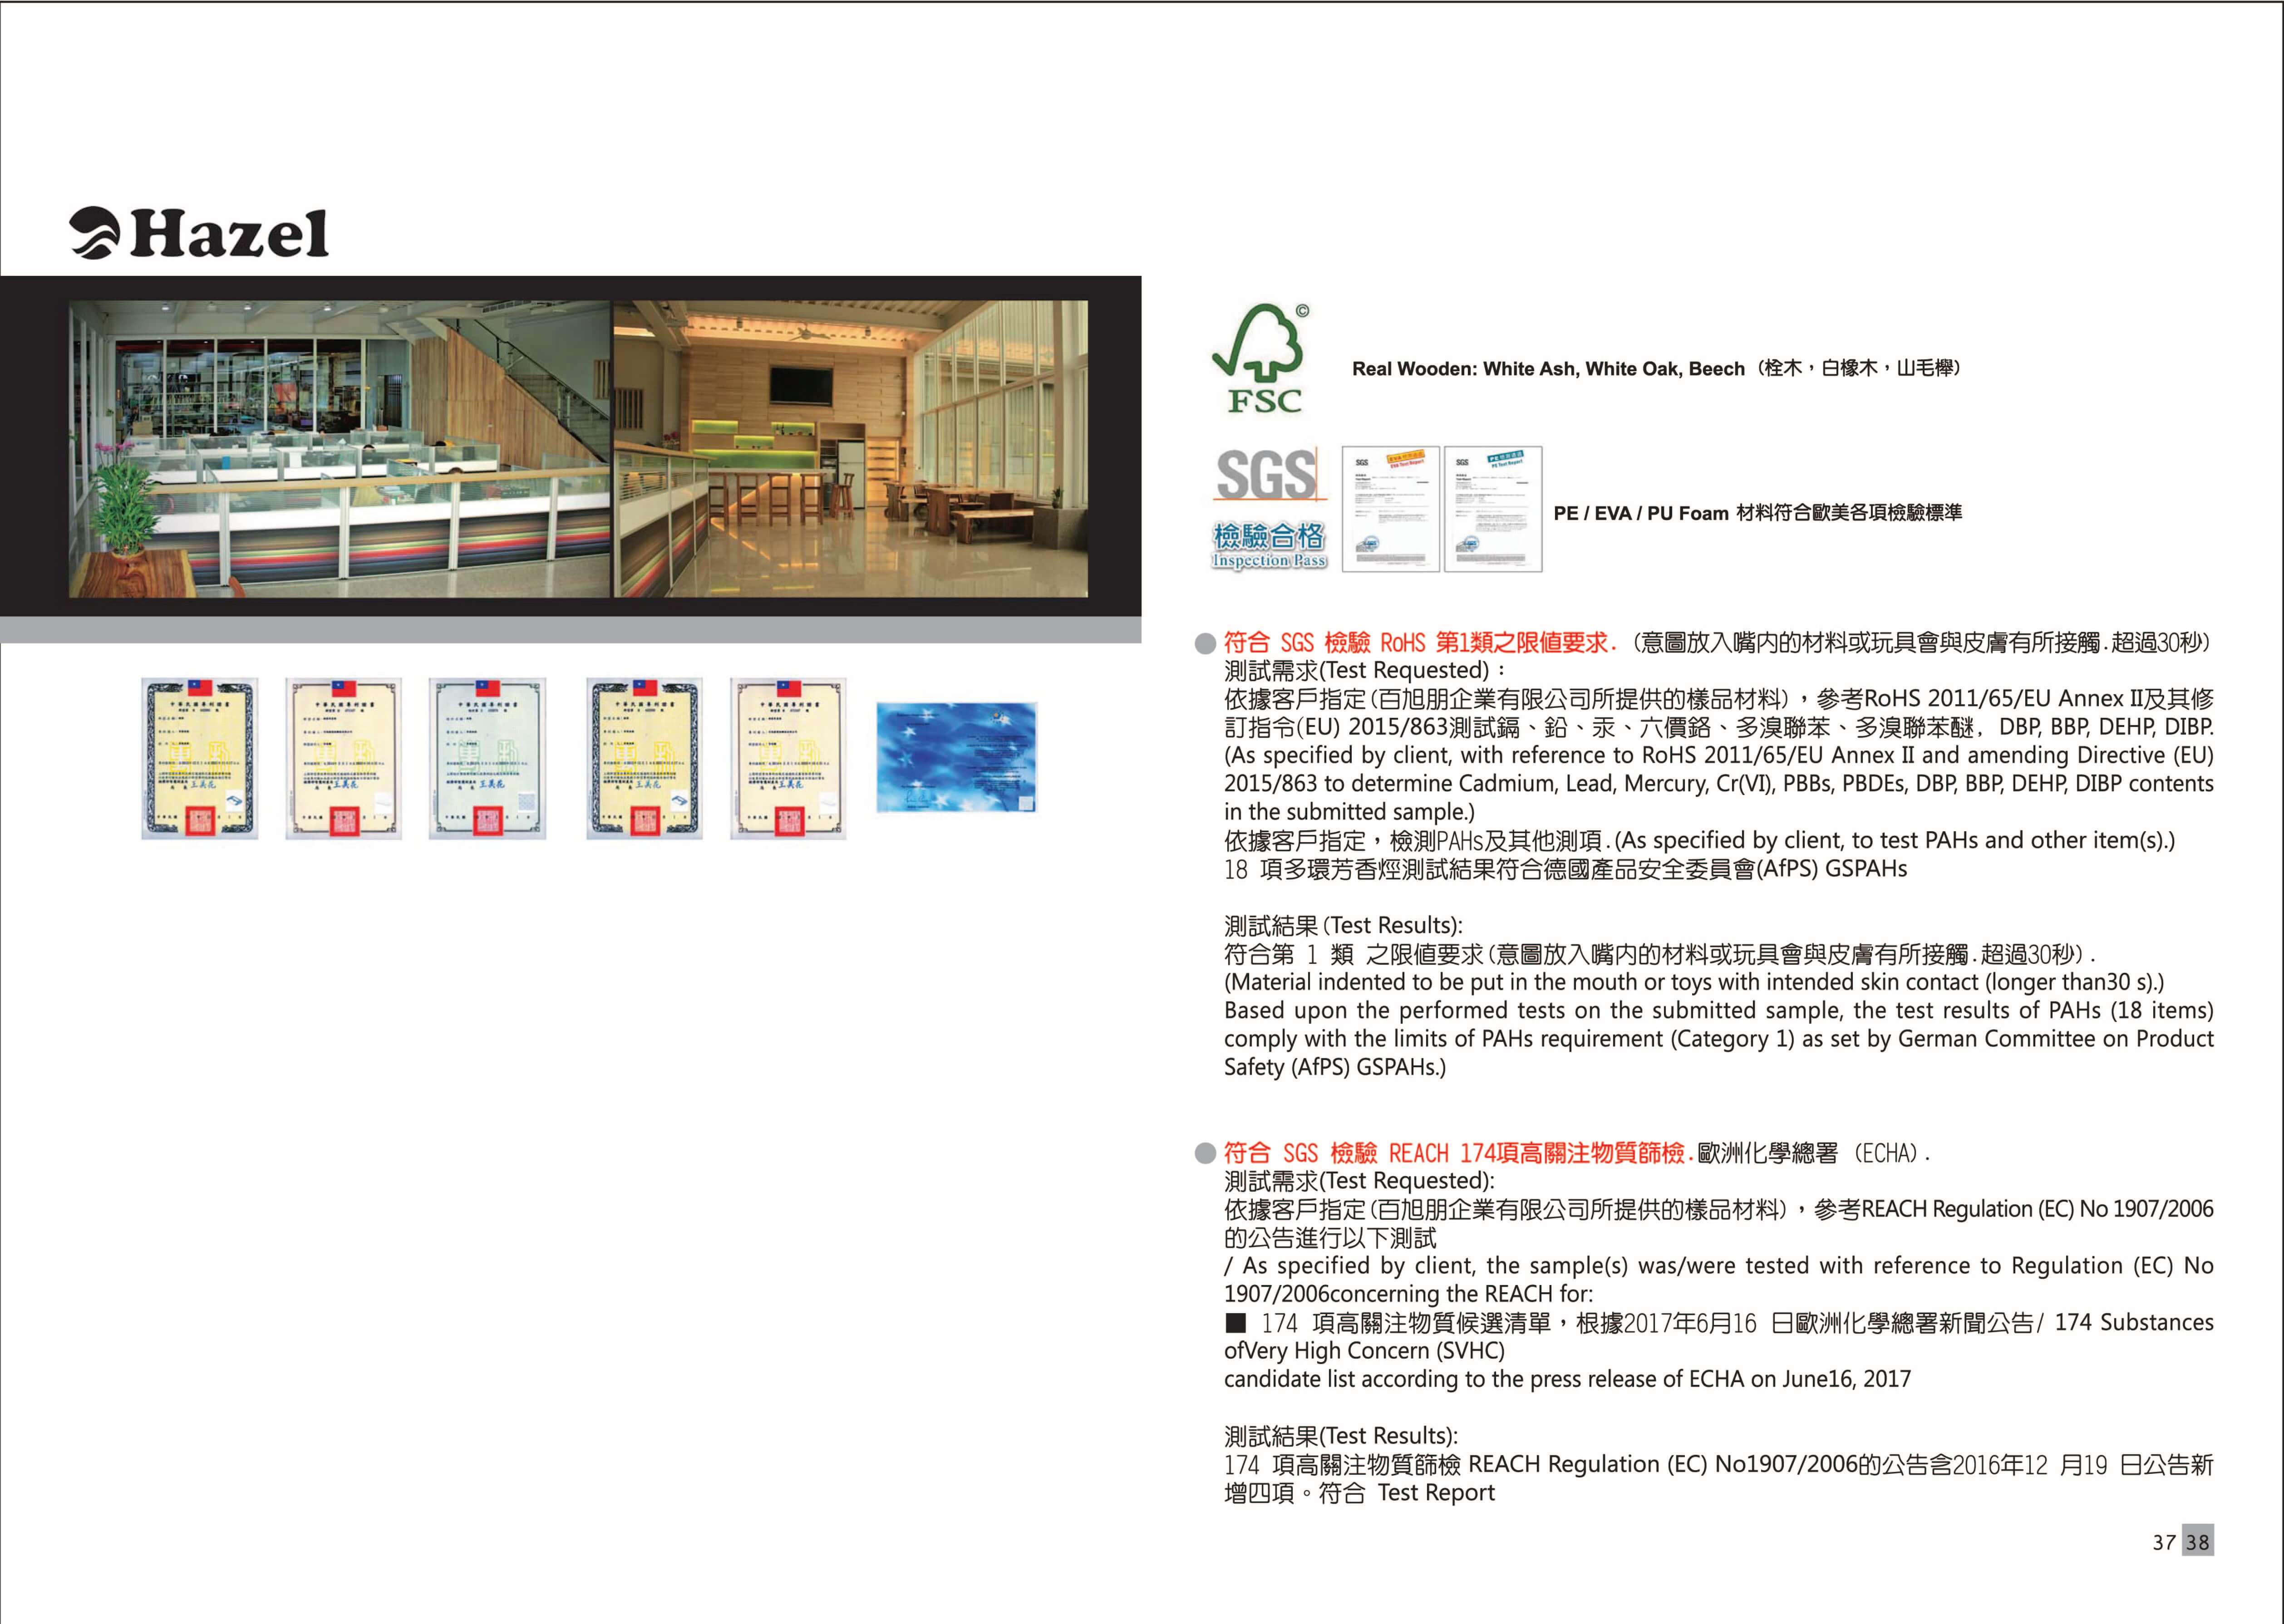 Hazel
©
FSC
Real Wooden: White Ash, White Oak, Beech（栓木，白橡木，山毛櫸）
SGS
檢驗合格
Inspection Pass
SGS
SGS
PE / EVA / PU Foam 材料符合歐美各項檢驗標準
符合 SGS 檢驗 RoHS 第1類之限值要求.（意圖放入嘴內的材料或玩具會與皮膚有所接觸.超過30秒）
測試需求(Test Requested)：
依據客戶指定(百旭朋企業有限公司所提供的樣品材料)，參考RoHS 2011/65/EU Annex II及其修
訂指令(EU) 2015/863測試鎘、鉛、汞、六價鉻、多溴聯苯、多溴聯苯醚, DBP, BBP, DEHP, DIBP.
(As specified by client, with reference to RoHS 2011/65/EU Annex II and amending Directive (EU)
2015/863 to determine Cadmium, Lead, Mercury, Cr(VI), PBBs, PBDEs, DBP, BBP, DEHP, DIBP contents
in the submitted sample.)
依據客戶指定，檢測PAHs及其他測項.(As specified by client, to test PAHs and other item(s).)
18 項多環芳香烴測試結果符合德國產品安全委員會(AfPS) GSPAHs
測試結果(Test Results):
符合第 1 類 之限值要求(意圖放入嘴內的材料或玩具會與皮膚有所接觸.超過30秒).
(Material indented to be put in the mouth or toys with intended skin contact (longer than30 s).)
Based upon the performed tests on the submitted sample, the test results of PAHs (18 items)
comply with the limits of PAHs requirement (Category 1) as set by German Committee on Product
Safety (AfPS) GSPAHs.)
符合 SGS 檢驗 REACH 174項高關注物質篩檢.歐洲化學總署（ECHA）.
測試需求(Test Requested):
依據客戶指定(百旭朋企業有限公司所提供的樣品材料)，參考REACH Regulation (EC) No 1907/2006
的公告進行以下測試
/ As specified by client, the sample(s) was/were tested with reference to Regulation (EC) No
1907/2006concerning the REACH for:
■ 174 項高關注物質候選清單，根據2017年6月16 日歐洲化學總署新聞公告/ 174 Substances
ofVery High Concern (SVHC)
candidate list according to the press release of ECHA on June16, 2017
測試結果(Test Results):
174 項高關注物質篩檢 REACH Regulation (EC) No1907/2006的公告含2016年12 月19 日公告新
增四項。符合 Test Report
37 38